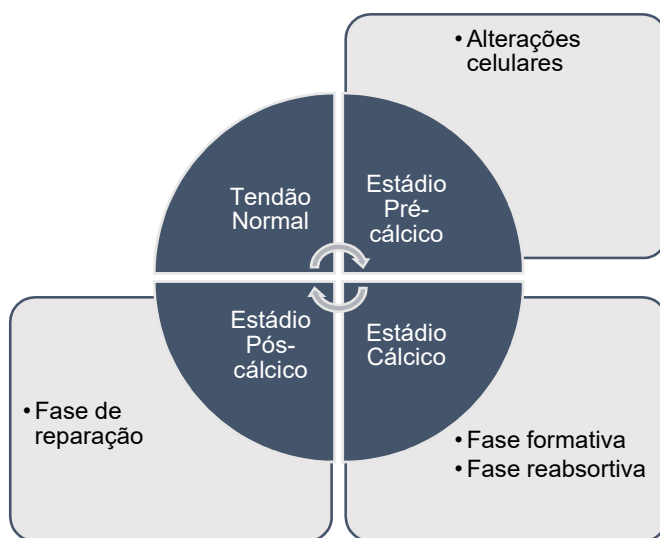 • Alterações
celulares
Tendão
Normal
Estádio
Pré-
cálcico
Estádio
Pós-
cálcico
Estádio
Cálcico
• Fase de
reparação
• Fase formativa
• Fase reabsortiva